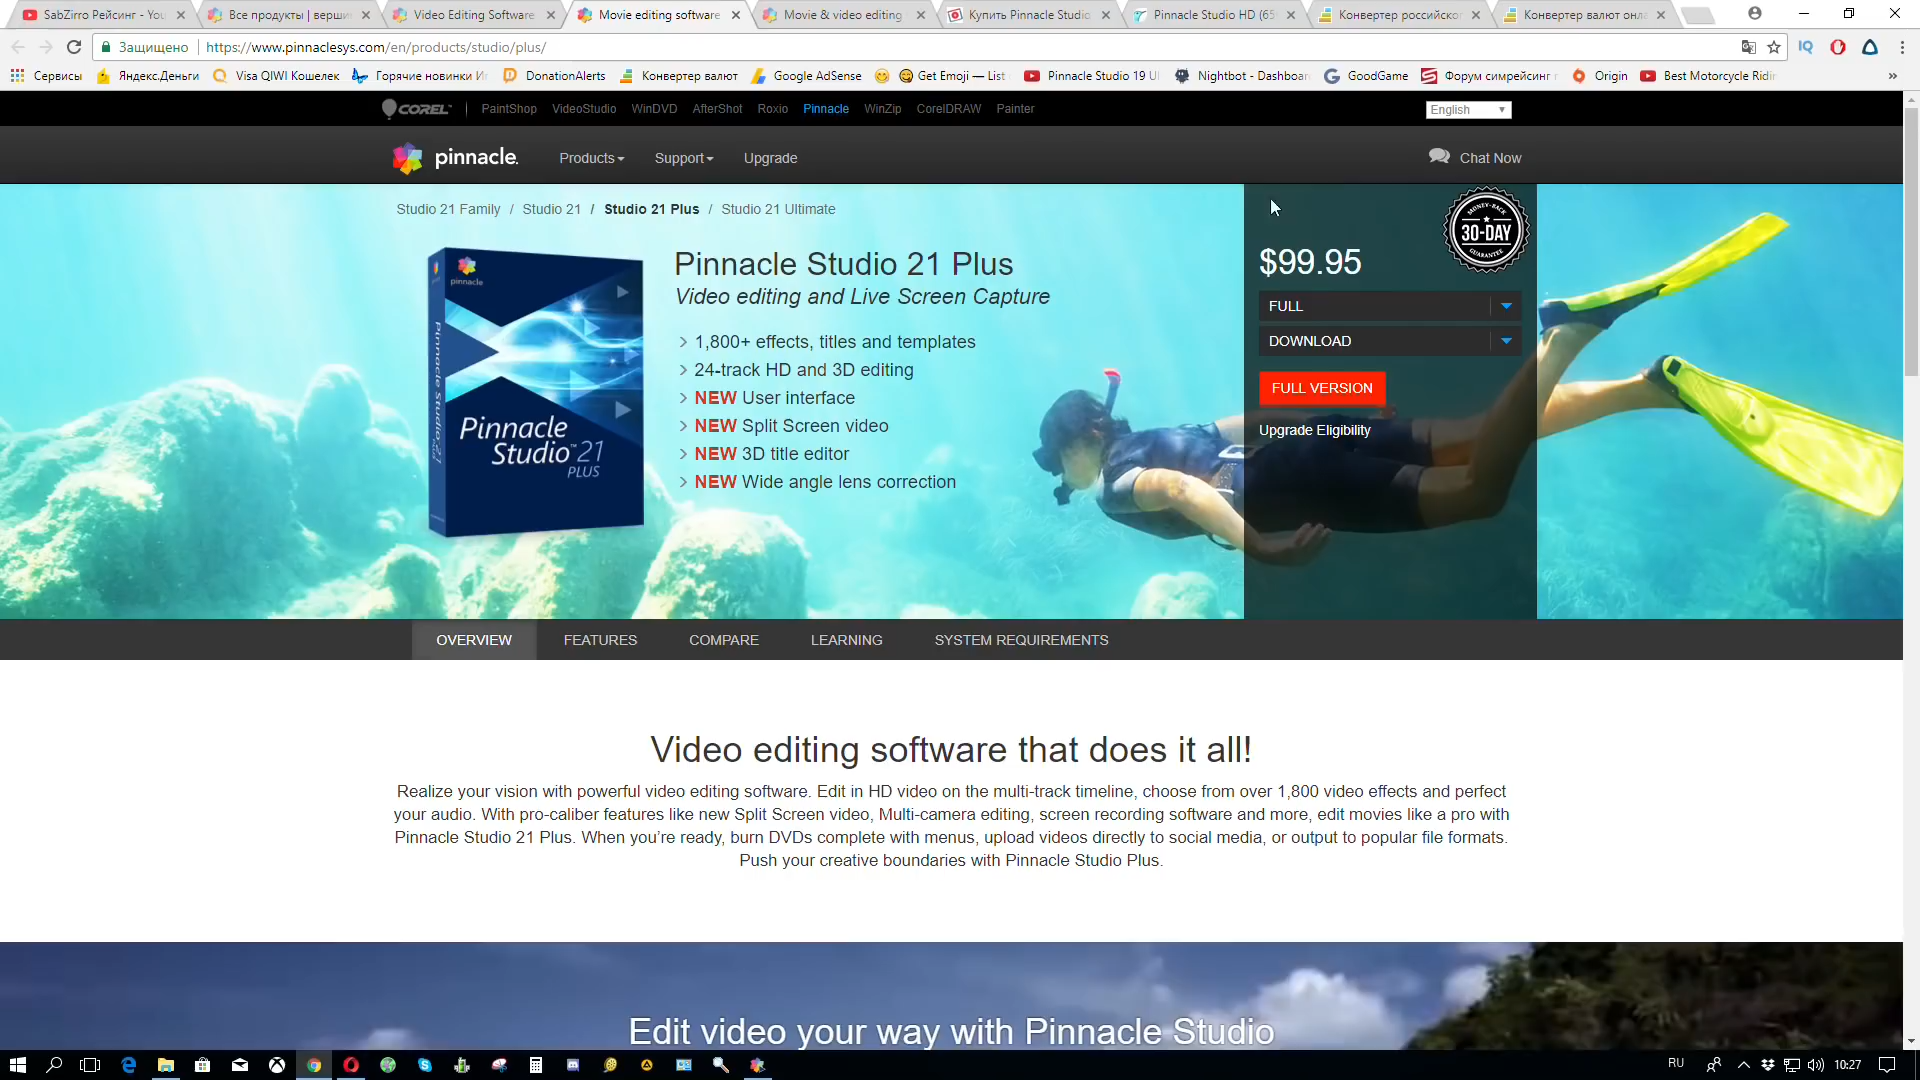 SabZirro Рейсинг - You
Все продукты | верши
Video Editing Software
Movie editing software
Movie & video editing
Купить Pinnacle Studio
Pinnacle Studio HD (65
Конвертер российско
Конвертер валют онла
Защищено
https://www.pinnaclesys.com/en/products/studio/plus/
IQ
Сервисы
Яндекс.Деньги
Visa QIWI Кошелек
Горячие новинки И
DonationAlerts
Конвертер валют
Google AdSense
Get Emoji — List
Pinnacle Studio 19 Ul
Nightbot - Dashboar
GoodGame
Форум симрейсинг
Origin
Best Motorcycle Ridin
COREL
PaintShop
VideoStudio
WinDVD
AfterShot
Roxio
Pinnacle
WinZip
CorelDRAW
Painter
English
pinnacle.
Products
Support
Upgrade
Chat Now
Studio 21 Family / Studio 21 / Studio 21 Plus / Studio 21 Ultimate
pinnacle
Pinnacle Studio 21
Pinnacle
Studio™21
PLUS
Pinnacle Studio 21 Plus
Video editing and Live Screen Capture
1,800+ effects, titles and templates
24-track HD and 3D editing
NEW User interface
NEW Split Screen video
NEW 3D title editor
NEW Wide angle lens correction
MONEY-BACK
30-DAY
GUARANTEE
$99.95
FULL
DOWNLOAD
FULL VERSION
Upgrade Eligibility
OVERVIEW
FEATURES
COMPARE
LEARNING
SYSTEM REQUIREMENTS
Video editing software that does it all!
Realize your vision with powerful video editing software. Edit in HD video on the multi-track timeline, choose from over 1,800 video effects and perfect
your audio. With pro-caliber features like new Split Screen video, Multi-camera editing, screen recording software and more, edit movies like a pro with
Pinnacle Studio 21 Plus. When you’re ready, burn DVDs complete with menus, upload videos directly to social media, or output to popular file formats.
Push your creative boundaries with Pinnacle Studio Plus.
Edit video your way with Pinnacle Studio
RU
10:27